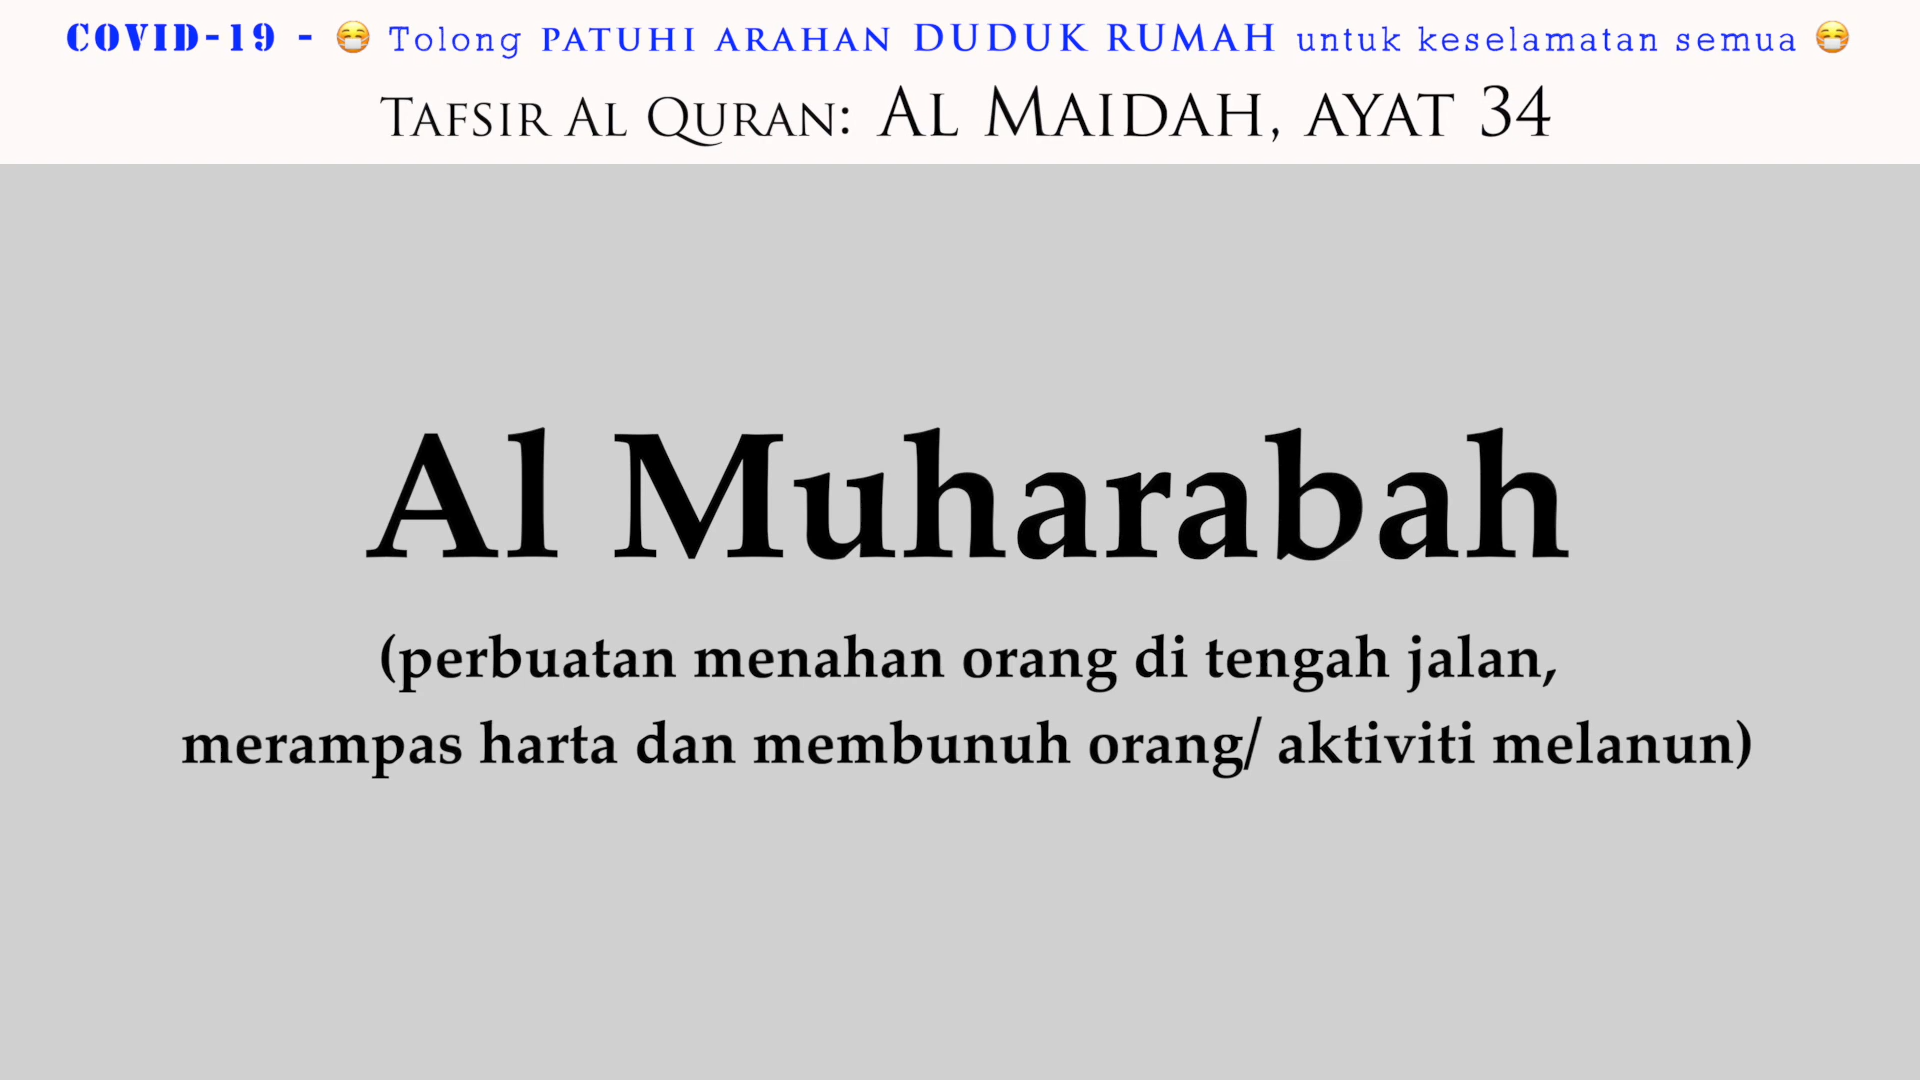 COVID-19 - 😷 Tolong PATUHI ARAHAN DUDUK RUMAH untuk keselamatan semua 😷
Tafsir Al Quran: Al Maidah, ayat 34
Al Muharabah
(perbuatan menahan orang di tengah jalan,
merampas harta dan membunuh orang/ aktiviti melanun)